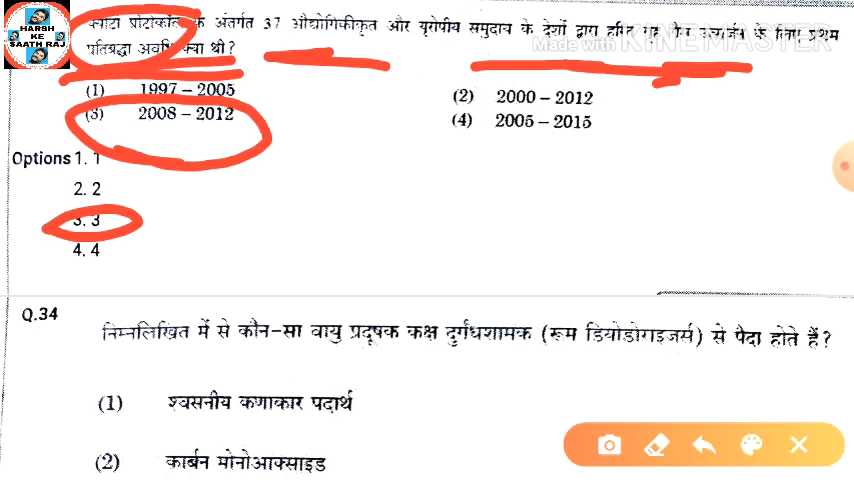 HARSH
KE
SAATH RAJ
क्योटो प्रोटोकॉल के अंतर्गत 37 औद्योगिकीकृत और यूरोपीय समुदाय के देशों द्वारा हरित गृह गैस उत्सर्जन के लिए प्रथम
Made with KINEMASTER
प्रतिबद्धता अवधि क्या थी?
(1) 1997 – 2005
(2) 2000 – 2012
(3) 2008 – 2012
(4) 2005 – 2015
Options 1. 1
2. 2
3. 3
4. 4
Q.34
निम्नलिखित में से कौन-सा वायु प्रदूषक कक्ष दुर्गंधशामक (रूम डियोडोराइजर्स) से पैदा होते हैं?
(1) श्वसनीय कणाकार पदार्थ
(2) कार्बन मोनोआक्साइड